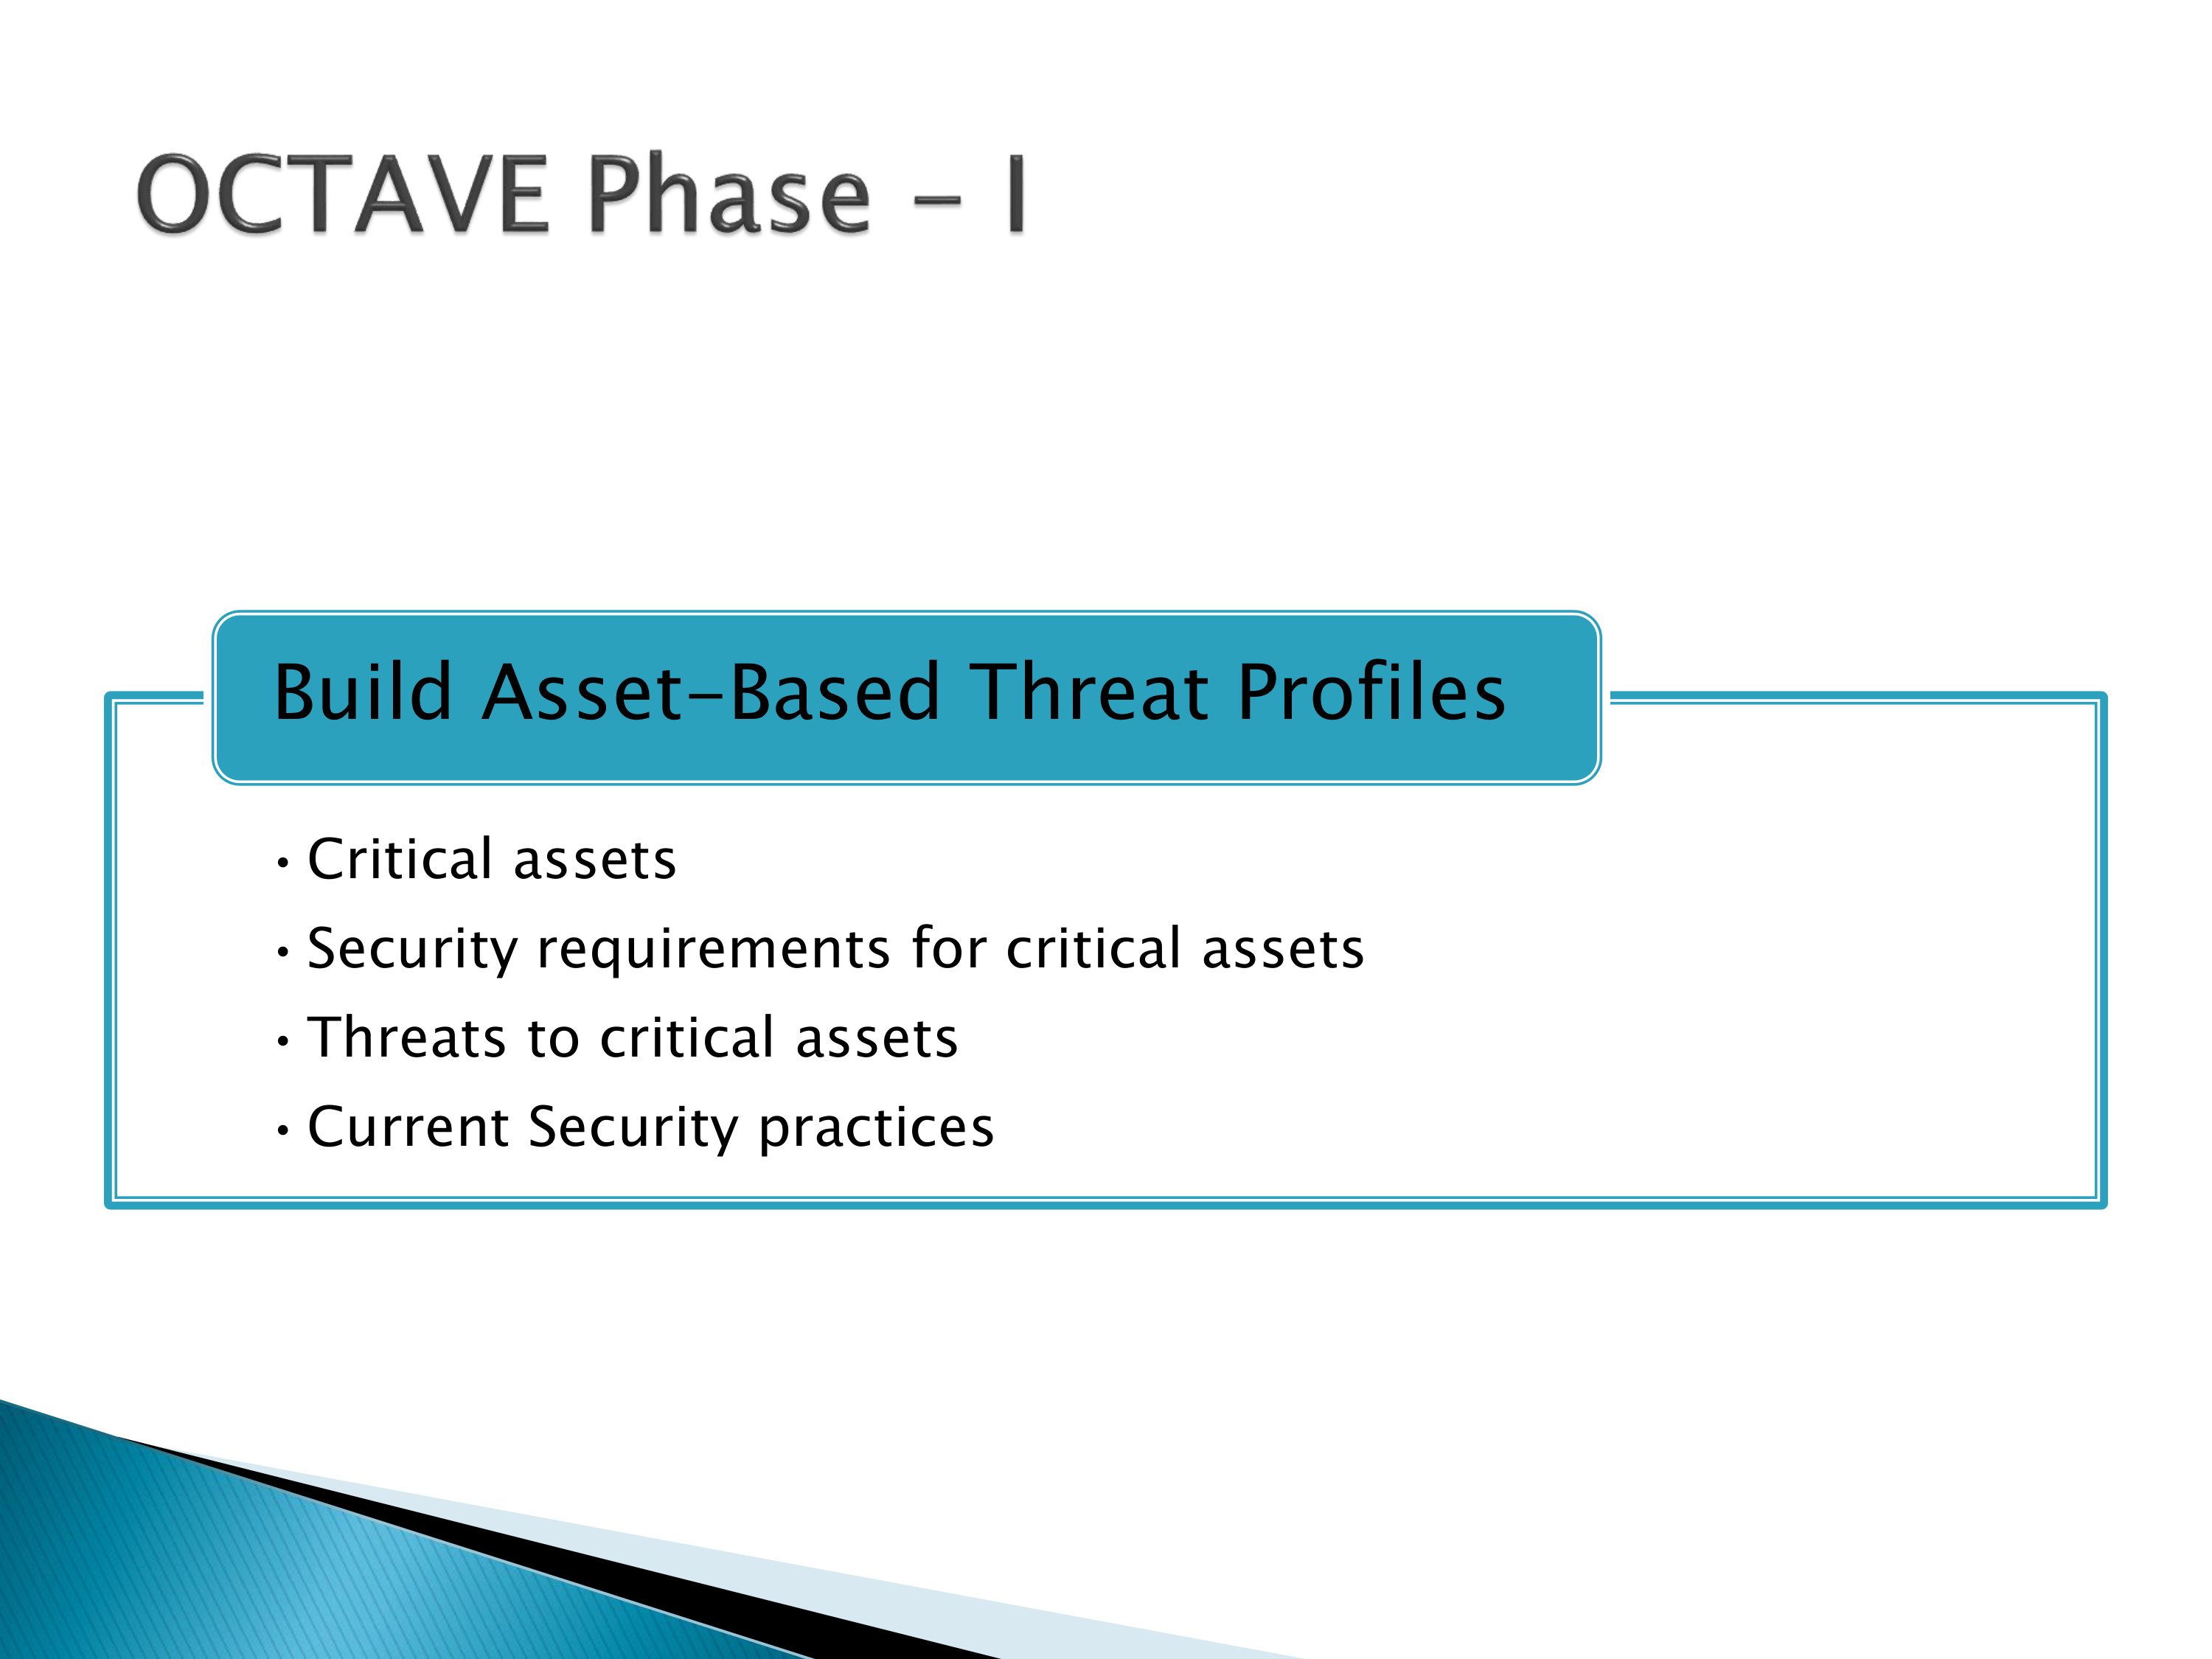 OCTAVE Phase - I
Build Asset-Based Threat Profiles
• Critical assets
• Security requirements for critical assets
• Threats to critical assets
• Current Security practices